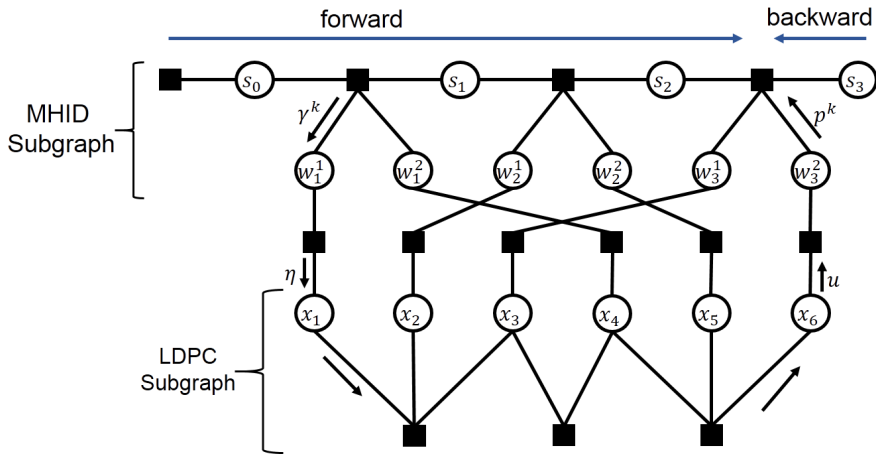 forward
backward
s₀ s₁ s₂ s₃
MHID
Subgraph
γᵏ
pᵏ
w₁¹ w₁² w₂¹ w₂² w₃¹ w₃²
η
u
x₁ x₂ x₃ x₄ x₅ x₆
LDPC
Subgraph